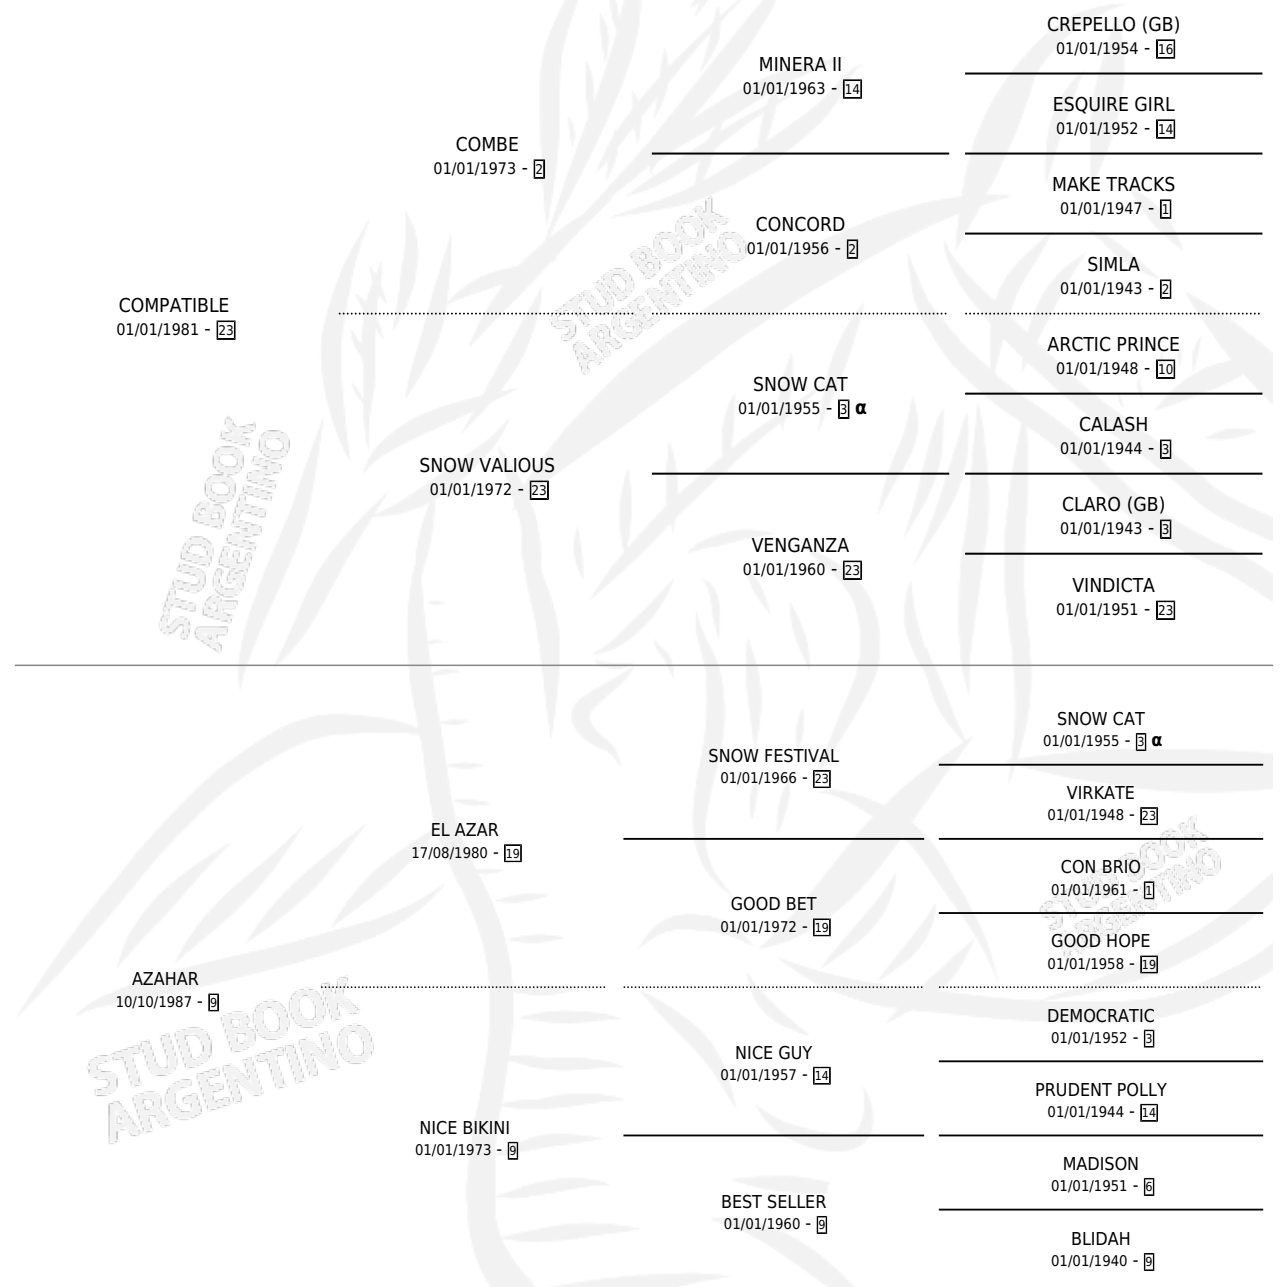 CREPELLO (GB)
01/01/1954 - 16
MINERA II
01/01/1963 - 14
ESQUIRE GIRL
01/01/1952 - 14
COMBE
01/01/1973 - 2
MAKE TRACKS
01/01/1947 - 1
CONCORD
01/01/1956 - 2
SIMLA
01/01/1943 - 2
COMPATIBLE
01/01/1981 - 23
ARCTIC PRINCE
01/01/1948 - 10
SNOW CAT
01/01/1955 - 3 α
CALASH
01/01/1944 - 3
SNOW VALIOUS
01/01/1972 - 23
CLARO (GB)
01/01/1943 - 3
VENGANZA
01/01/1960 - 23
VINDICTA
01/01/1951 - 23
SNOW CAT
01/01/1955 - 3 α
SNOW FESTIVAL
01/01/1966 - 23
VIRKATE
01/01/1948 - 23
EL AZAR
17/08/1980 - 19
CON BRIO
01/01/1961 - 1
GOOD BET
01/01/1972 - 19
GOOD HOPE
01/01/1958 - 19
AZAHAR
10/10/1987 - 9
DEMOCRATIC
01/01/1952 - 3
NICE GUY
01/01/1957 - 14
PRUDENT POLLY
01/01/1944 - 14
NICE BIKINI
01/01/1973 - 9
MADISON
01/01/1951 - 6
BEST SELLER
01/01/1960 - 9
BLIDAH
01/01/1940 - 9
STUD BOOK
ARGENTINO
STUD BOOK
ARGENTINO
STUD BOOK
ARGENTINO
STUD BOOK
ARGENTINO